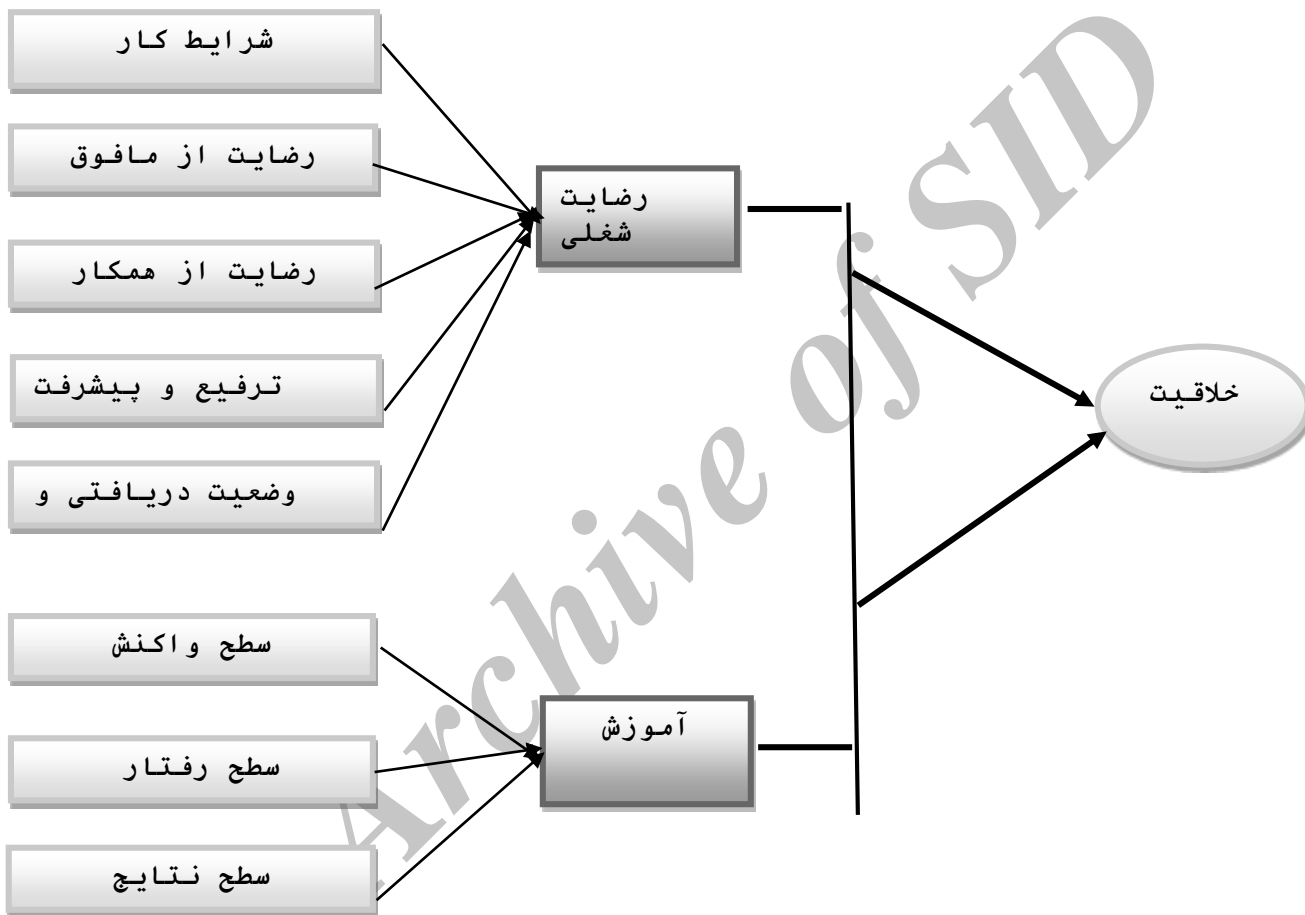 شرایط کار
رضایت از مافوق
رضایت از همکار
ترفیع و پیشرفت
وضعیت دریافتی و
رضایت
شغلی
خلاقیت
سطح واکنش
سطح رفتار
سطح نتایج
آموزش
Archive of SID